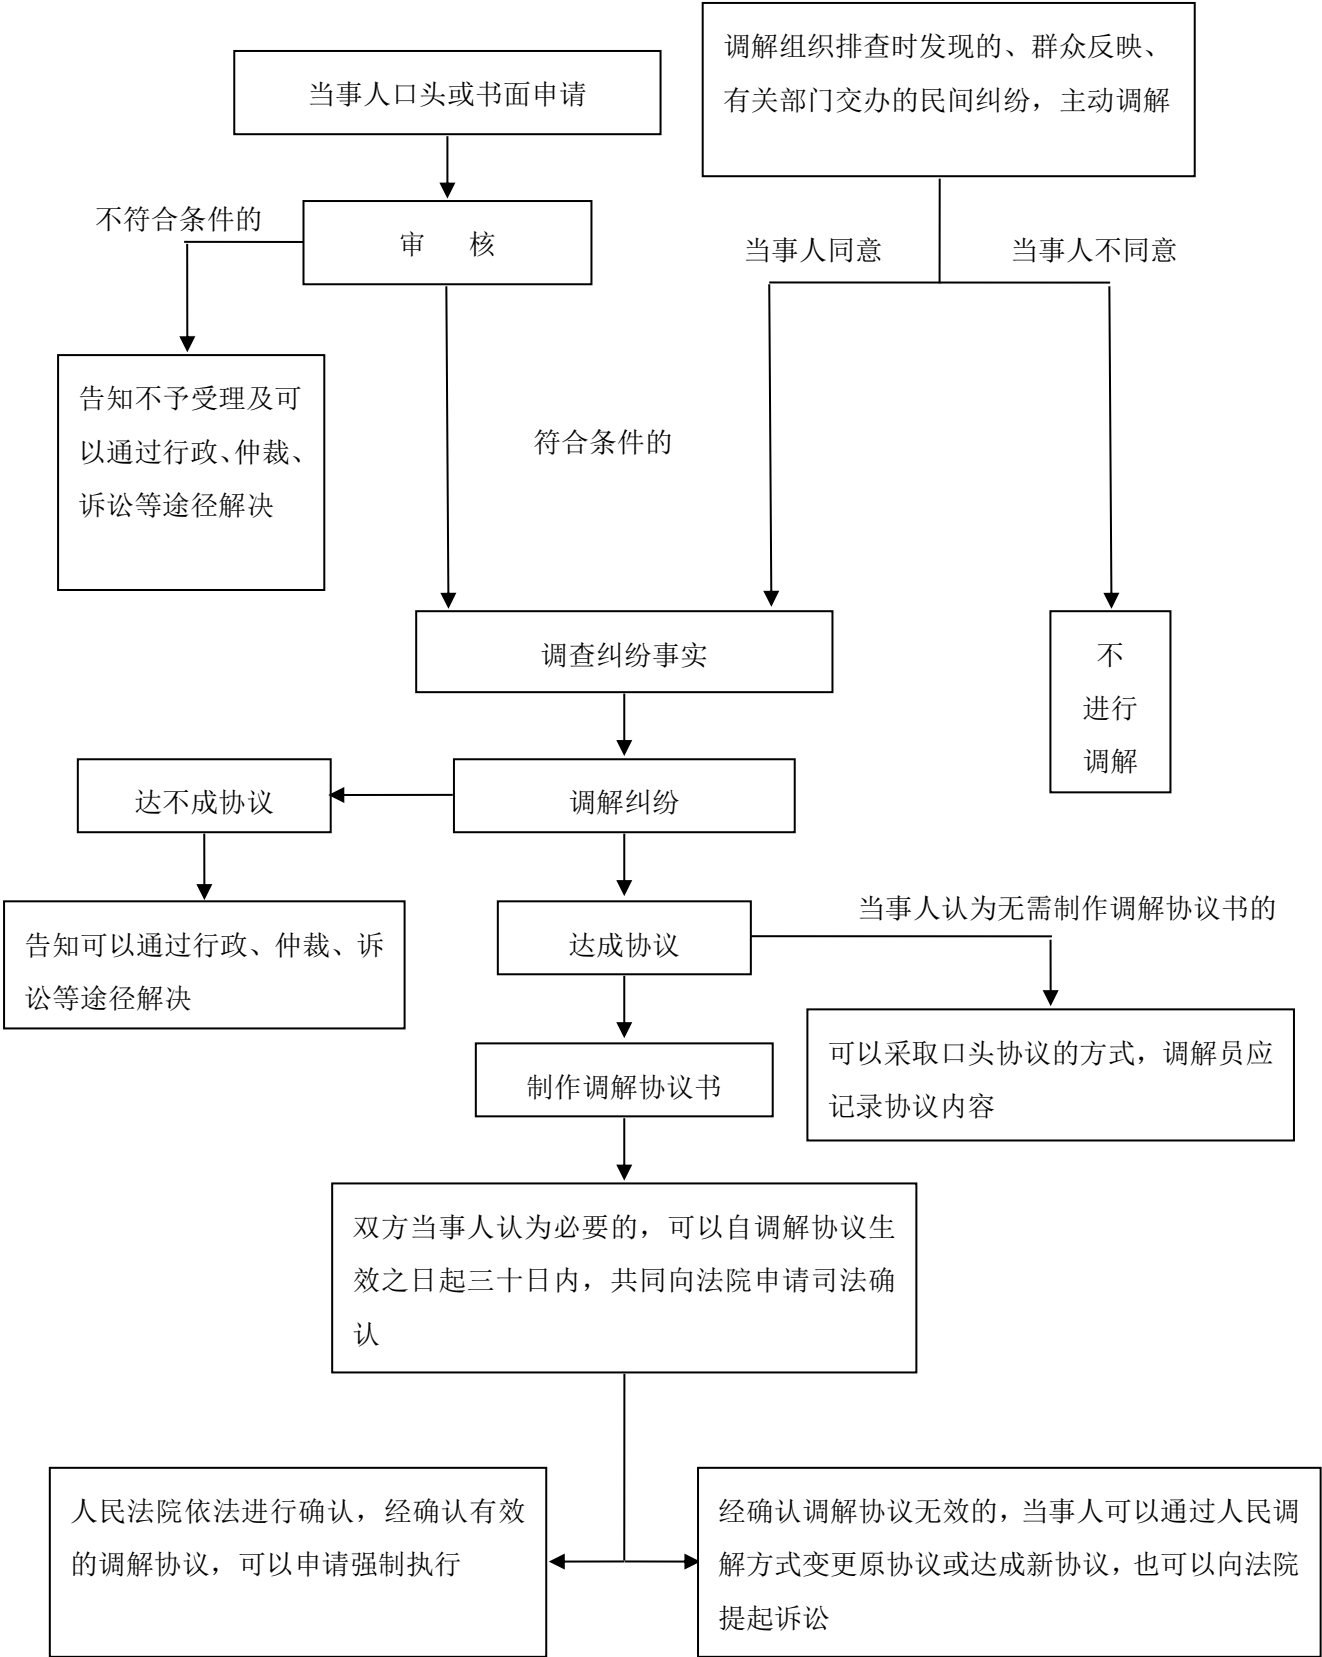 当事人口头或书面申请
调解组织排查时发现的、群众反映、
有关部门交办的民间纠纷，主动调解
不符合条件的
审 核
当事人同意
当事人不同意
告知不予受理及可
以通过行政、仲裁、
诉讼等途径解决
符合条件的
调查纠纷事实
不
进行
调解
达不成协议
调解纠纷
告知可以通过行政、仲裁、诉
讼等途径解决
达成协议
当事人认为无需制作调解协议书的
可以采取口头协议的方式，调解员应
记录协议内容
制作调解协议书
双方当事人认为必要的，可以自调解协议生
效之日起三十日内，共同向法院申请司法确
认
人民法院依法进行确认，经确认有效
的调解协议，可以申请强制执行
经确认调解协议无效的，当事人可以通过人民调
解方式变更原协议或达成新协议，也可以向法院
提起诉讼